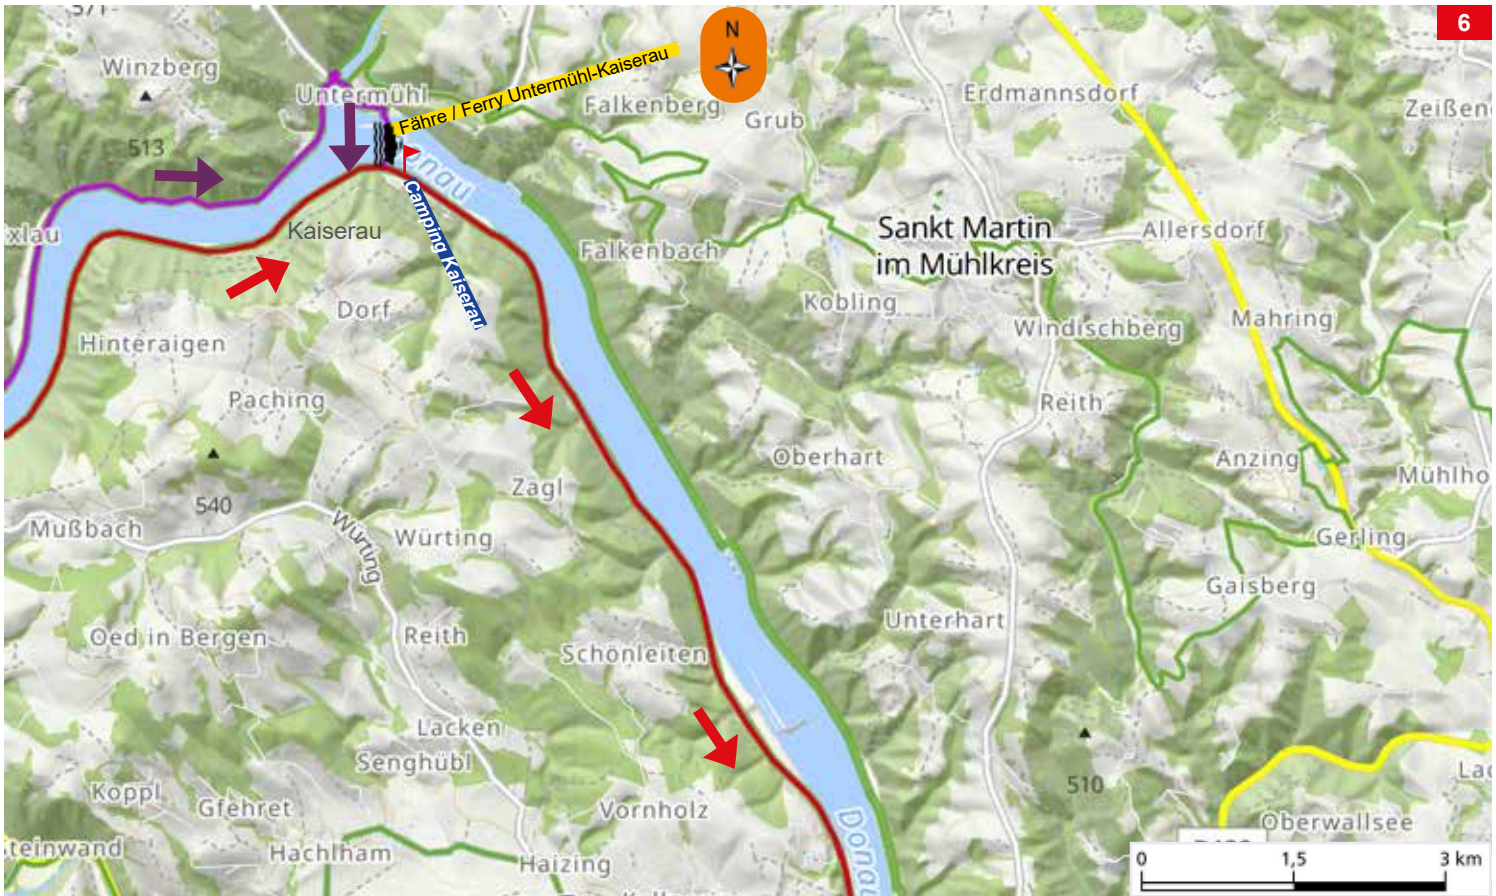 571
6
Winzberg
Untermühl
Fähre / Ferry Untermühl-Kaiserau
N
Falkenberg
Grub
Erdmannsdorf
513
Donau
Camping Kaiserau
Kaiserau
Falkenbach
Sankt Martin
im Mühlkreis
Allersdorf
Dorf
Kobling
Windischberg
Mahring
Hinteraigen
Paching
Reith
Oberhart
Anzing
540
Zagl
Mußbach
Würting
Würting
Gerling
Gaisberg
Oed in Bergen
Reith
Unterhart
Schönleiten
Lacken
Senghübl
510
Koppl
Gfehret
Vornholz
Donau
Oberwallsee
Hachlham
Haizing
0 1,5 3 km